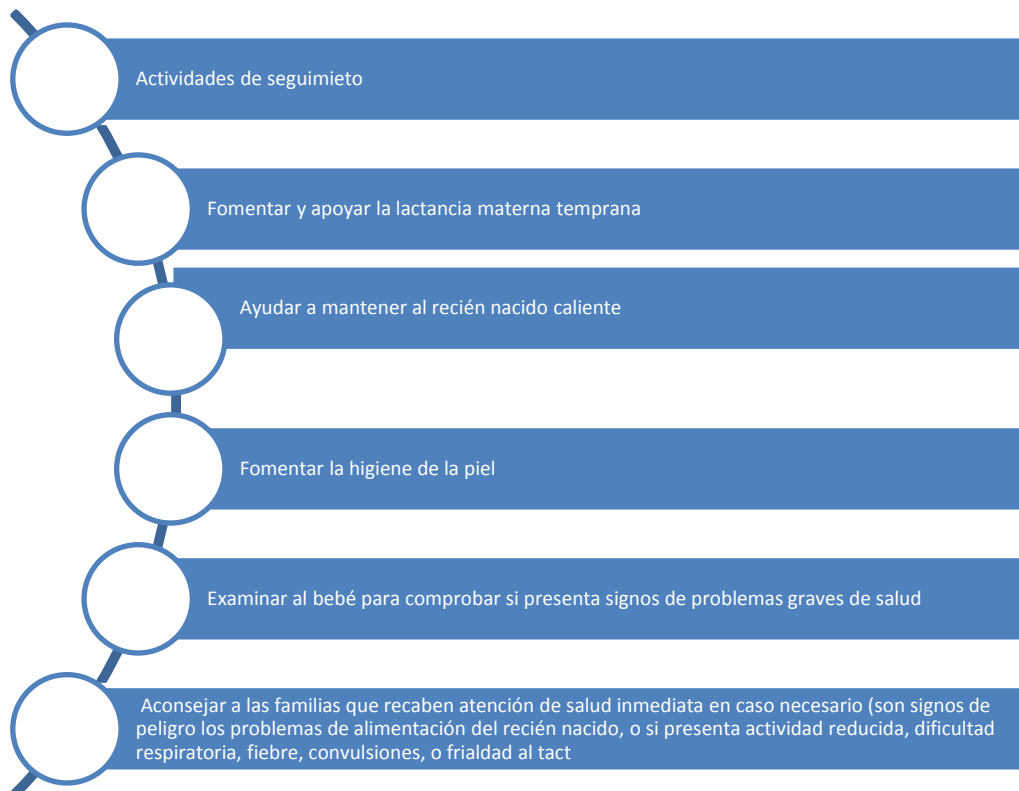 Actividades de seguimieto
Fomentar y apoyar la lactancia materna temprana
Ayudar a mantener al recién nacido caliente
Fomentar la higiene de la piel
Examinar al bebé para comprobar si presenta signos de problemas graves de salud
Aconsejar a las familias que recaben atención de salud inmediata en caso necesario (son signos de
peligro los problemas de alimentación del recién nacido, o si presenta actividad reducida, dificultad
respiratoria, fiebre, convulsiones, o frialdad al tact